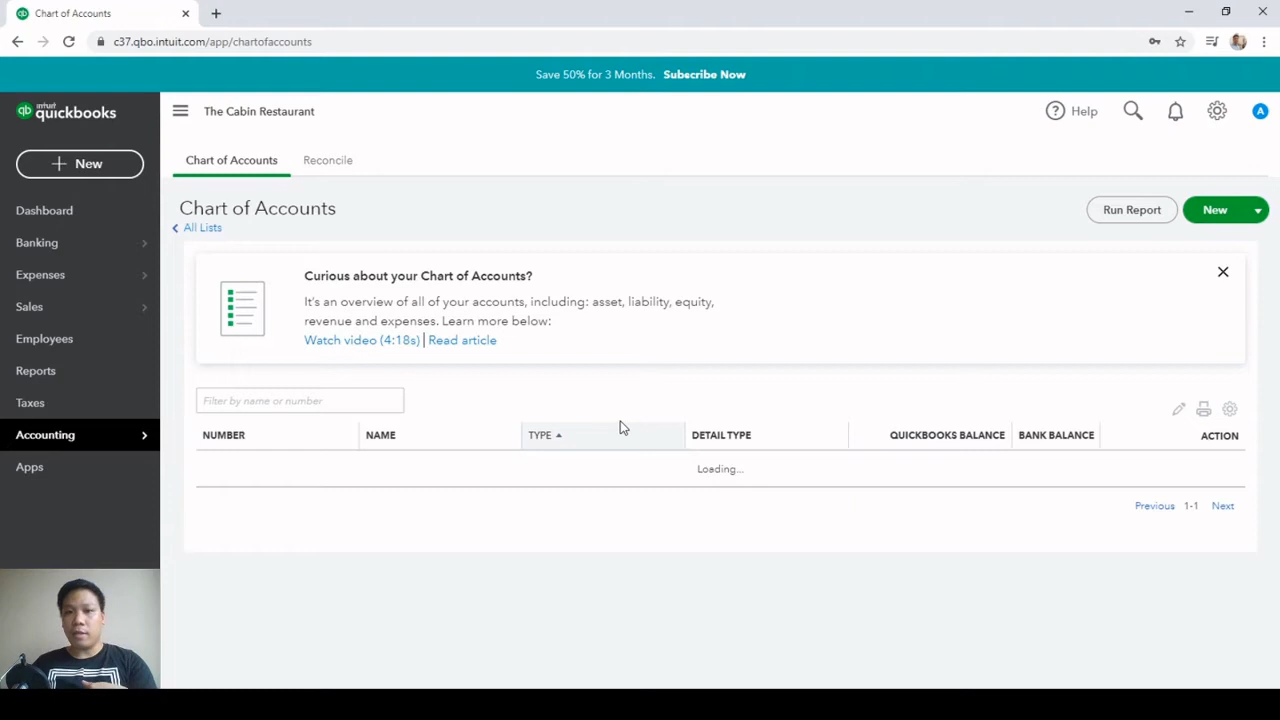 Chart of Accounts
c37.qbo.intuit.com/app/chartofaccounts
Save 50% for 3 Months. Subscribe Now
qb intuit quickbooks
The Cabin Restaurant
Help
A
New
Chart of Accounts
Reconcile
Dashboard
Banking
Expenses
Sales
Employees
Reports
Taxes
Accounting
Apps
Chart of Accounts
All Lists
Run Report
New
Curious about your Chart of Accounts?
It's an overview of all of your accounts, including: asset, liability, equity,
revenue and expenses. Learn more below:
Watch video (4:18s) | Read article
Filter by name or number
NUMBER NAME TYPE DETAIL TYPE QUICKBOOKS BALANCE BANK BALANCE ACTION
Loading...
Previous 1-1 Next